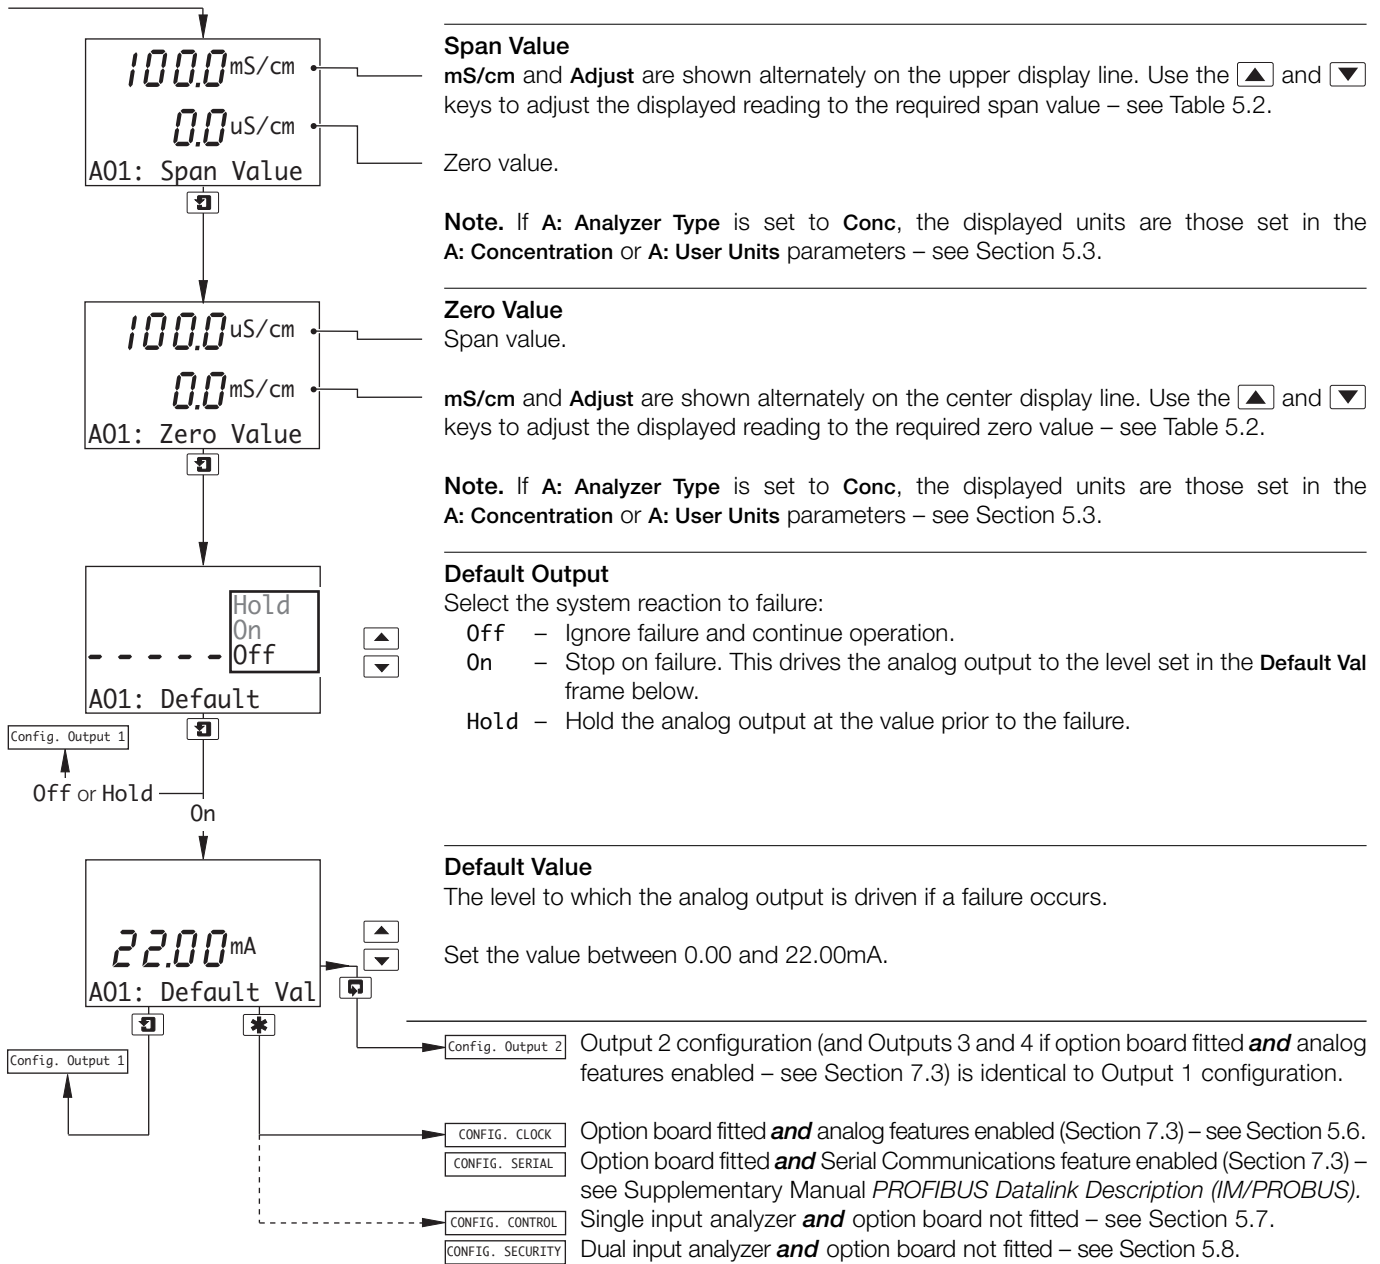 100.0 mS/cm
0.0 uS/cm
AO1: Span Value
Span Value
mS/cm and Adjust are shown alternately on the upper display line. Use the ▲ and ▼
keys to adjust the displayed reading to the required span value – see Table 5.2.
Zero value.
Note. If A: Analyzer Type is set to Conc, the displayed units are those set in the
A: Concentration or A: User Units parameters – see Section 5.3.
100.0 uS/cm
0.0 mS/cm
AO1: Zero Value
Zero Value
Span value.
mS/cm and Adjust are shown alternately on the center display line. Use the ▲ and ▼
keys to adjust the displayed reading to the required zero value – see Table 5.2.
Note. If A: Analyzer Type is set to Conc, the displayed units are those set in the
A: Concentration or A: User Units parameters – see Section 5.3.
Hold
On
- - - - - Off
AO1: Default
Config. Output 1
Off or Hold
On
Default Output
Select the system reaction to failure:
Off – Ignore failure and continue operation.
On – Stop on failure. This drives the analog output to the level set in the Default Val
frame below.
Hold – Hold the analog output at the value prior to the failure.
22.00 mA
AO1: Default Val
Config. Output 1
Default Value
The level to which the analog output is driven if a failure occurs.
Set the value between 0.00 and 22.00mA.
Config. Output 2 Output 2 configuration (and Outputs 3 and 4 if option board fitted and analog
features enabled – see Section 7.3) is identical to Output 1 configuration.
CONFIG. CLOCK Option board fitted and analog features enabled (Section 7.3) – see Section 5.6.
CONFIG. SERIAL Option board fitted and Serial Communications feature enabled (Section 7.3) –
see Supplementary Manual PROFIBUS Datalink Description (IM/PROBUS).
CONFIG. CONTROL Single input analyzer and option board not fitted – see Section 5.7.
CONFIG. SECURITY Dual input analyzer and option board not fitted – see Section 5.8.